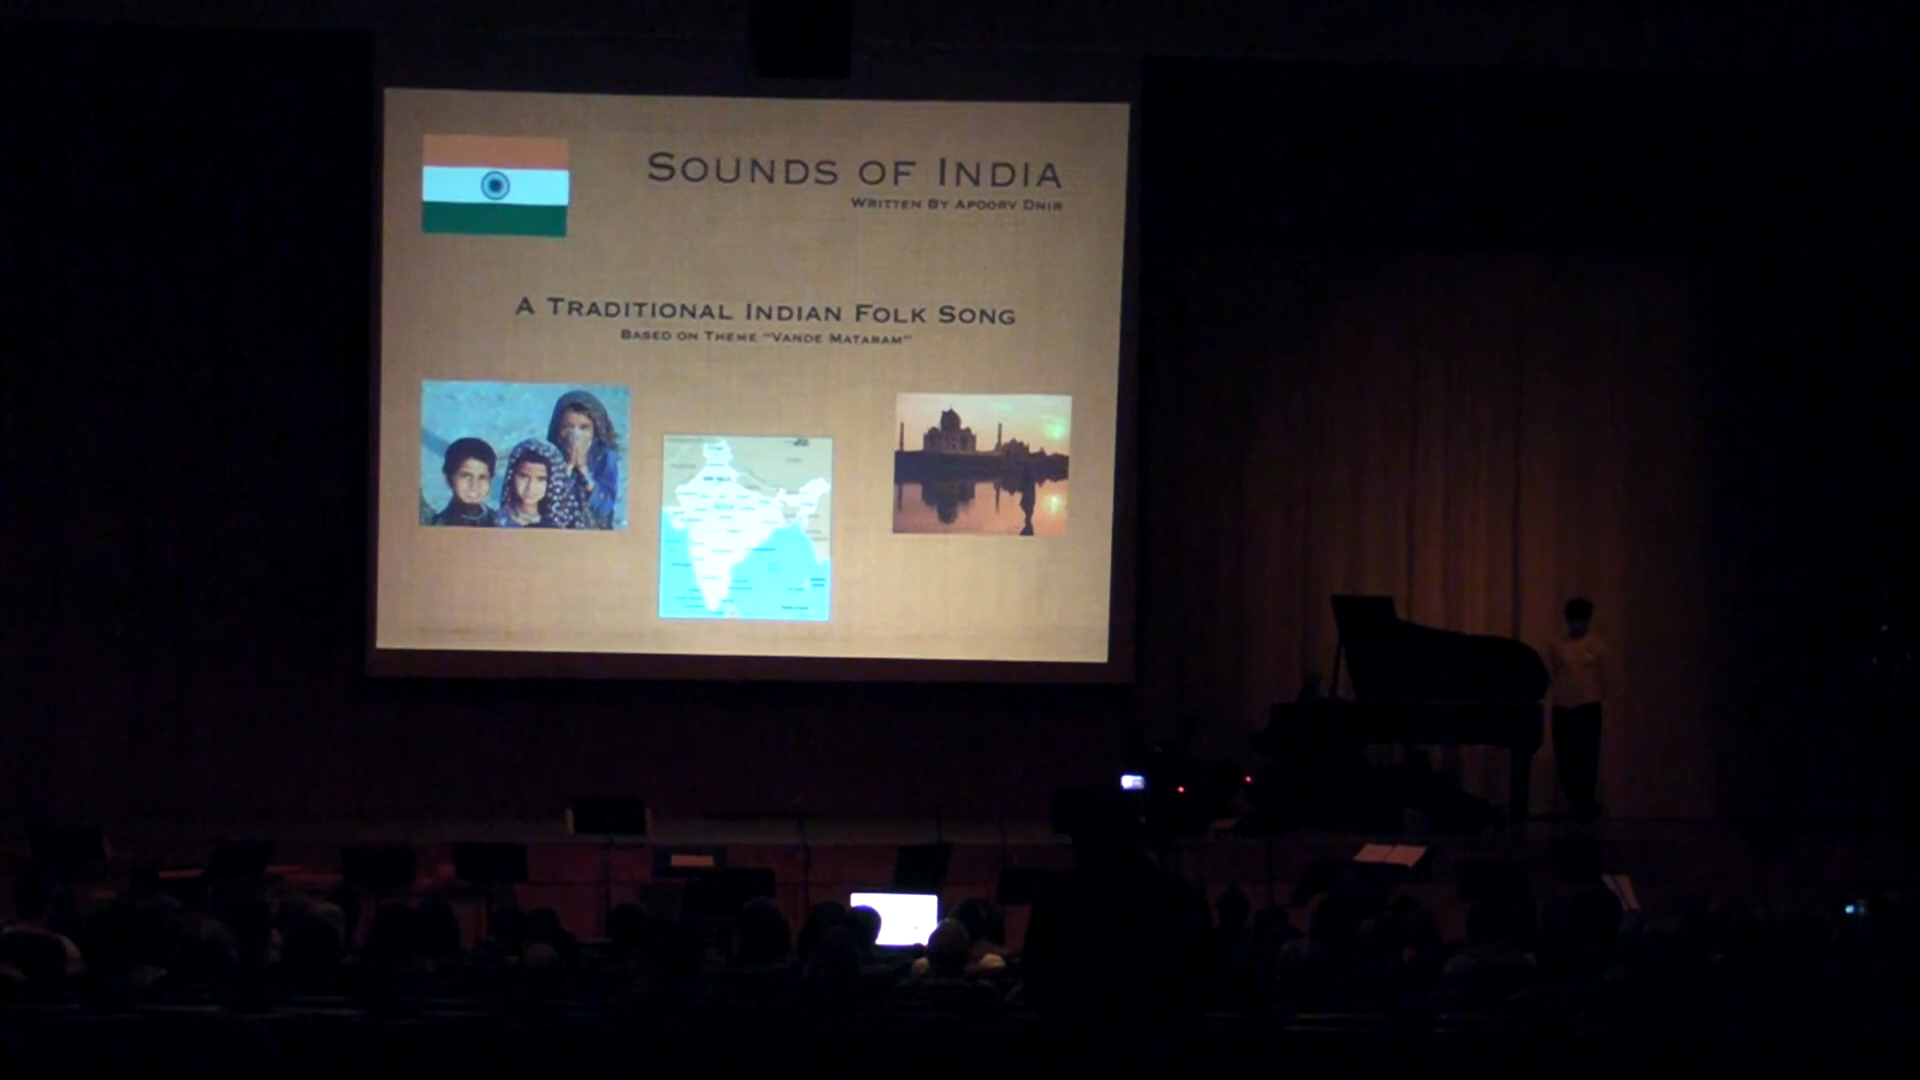 SOUNDS OF INDIA
WRITTEN BY APOORV DHIR
A TRADITIONAL INDIAN FOLK SONG
BASED ON THEME "VANDE MATARAM"